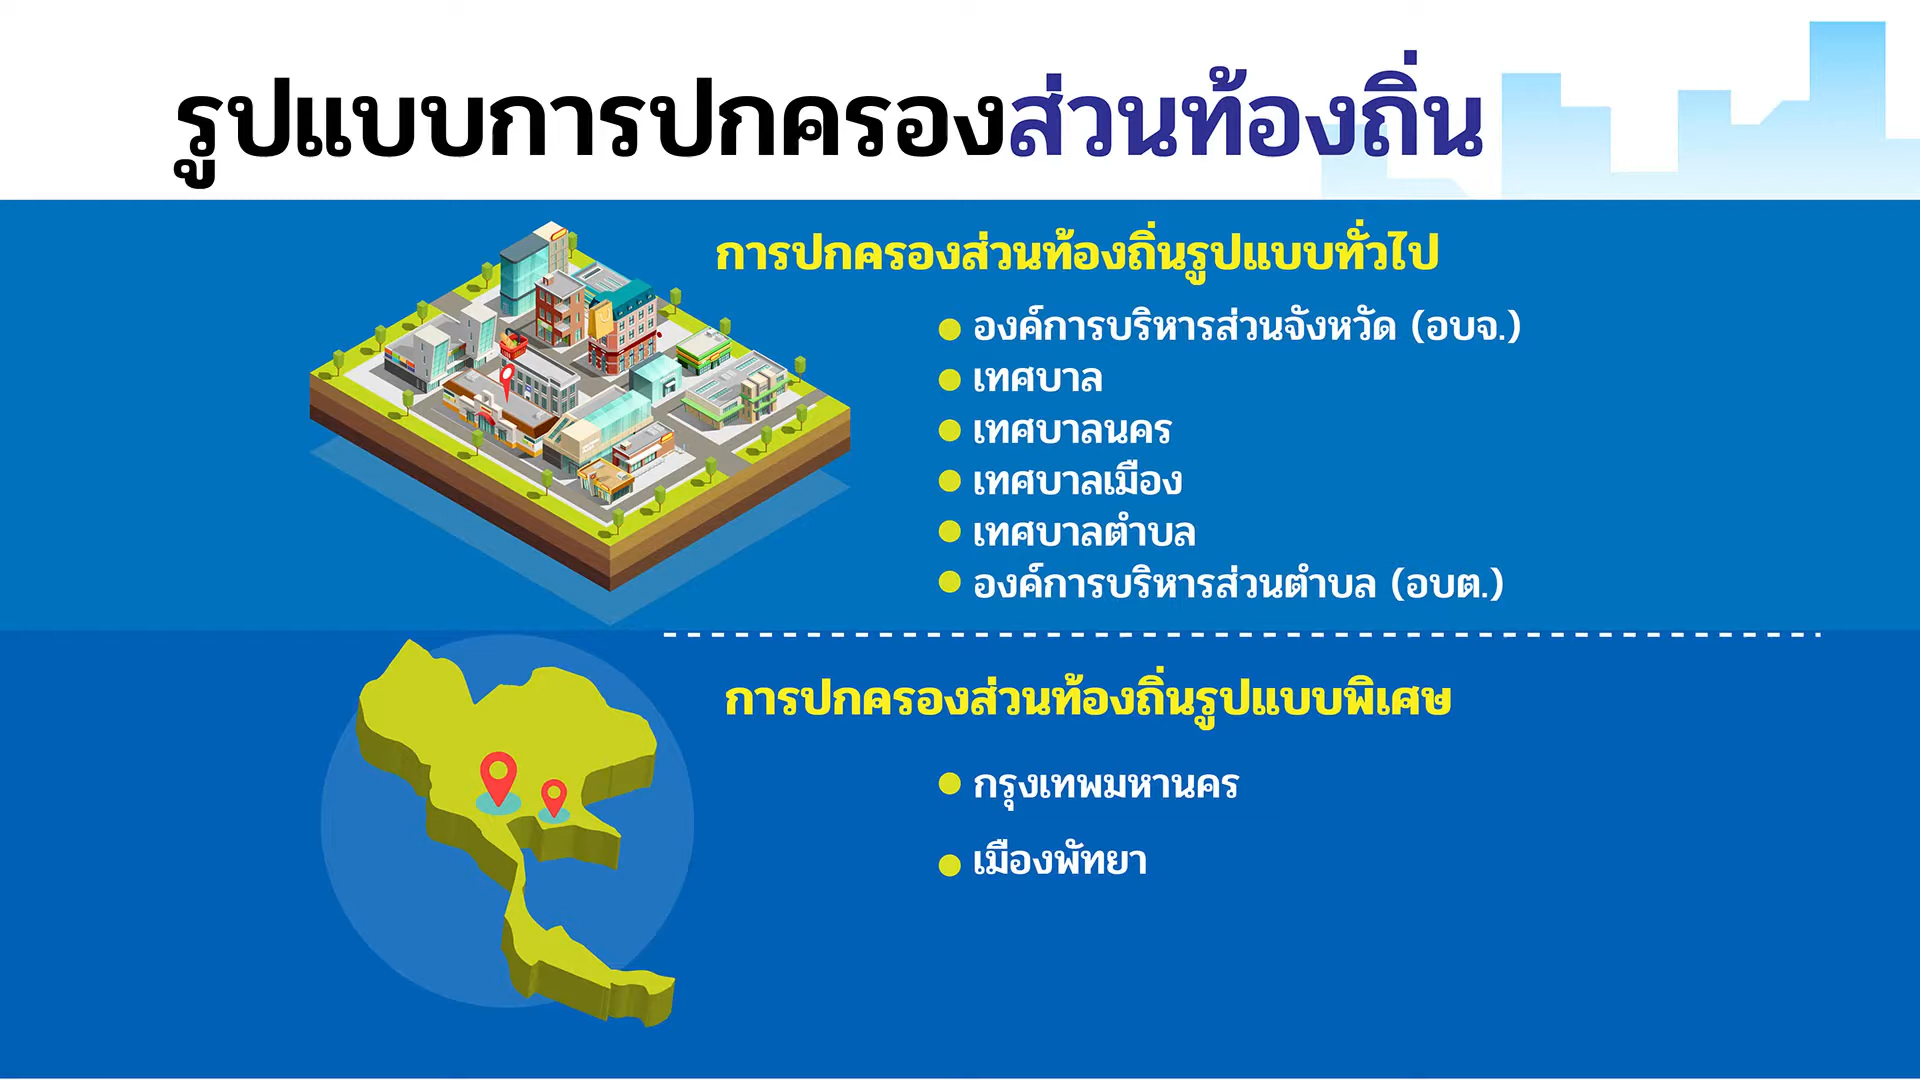 รูปแบบการปกครองส่วนท้องถิ่น
การปกครองส่วนท้องถิ่นรูปแบบทั่วไป
องค์การบริหารส่วนจังหวัด (อบจ.)
เทศบาล
เทศบาลนคร
เทศบาลเมือง
เทศบาลตำบล
องค์การบริหารส่วนตำบล (อบต.)
การปกครองส่วนท้องถิ่นรูปแบบพิเศษ
กรุงเทพมหานคร
เมืองพัทยา